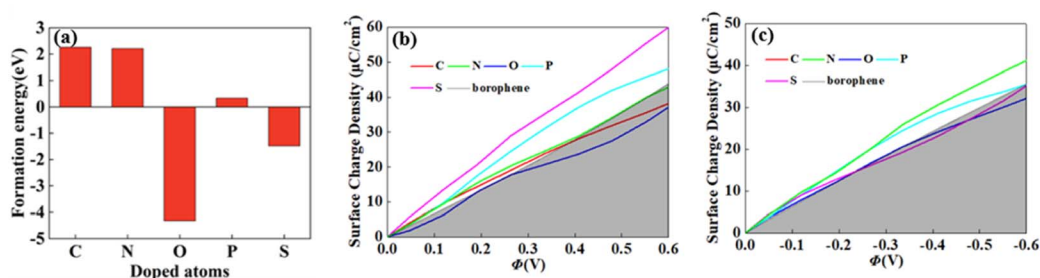 (a)
Formation energy(eV)
3
2
1
0
-1
-2
-3
-4
-5
C N O P S
Doped atoms
(b)
Surface Charge Density (μC/cm²)
60
50
40
30
20
10
0
C N O P
S borophene
0.0 0.1 0.2 0.3 0.4 0.5 0.6
Φ(V)
(c)
Surface Charge Density (μC/cm²)
50
40
30
20
10
0
C N O P
S borophene
0.0 -0.1 -0.2 -0.3 -0.4 -0.5 -0.6
Φ(V)